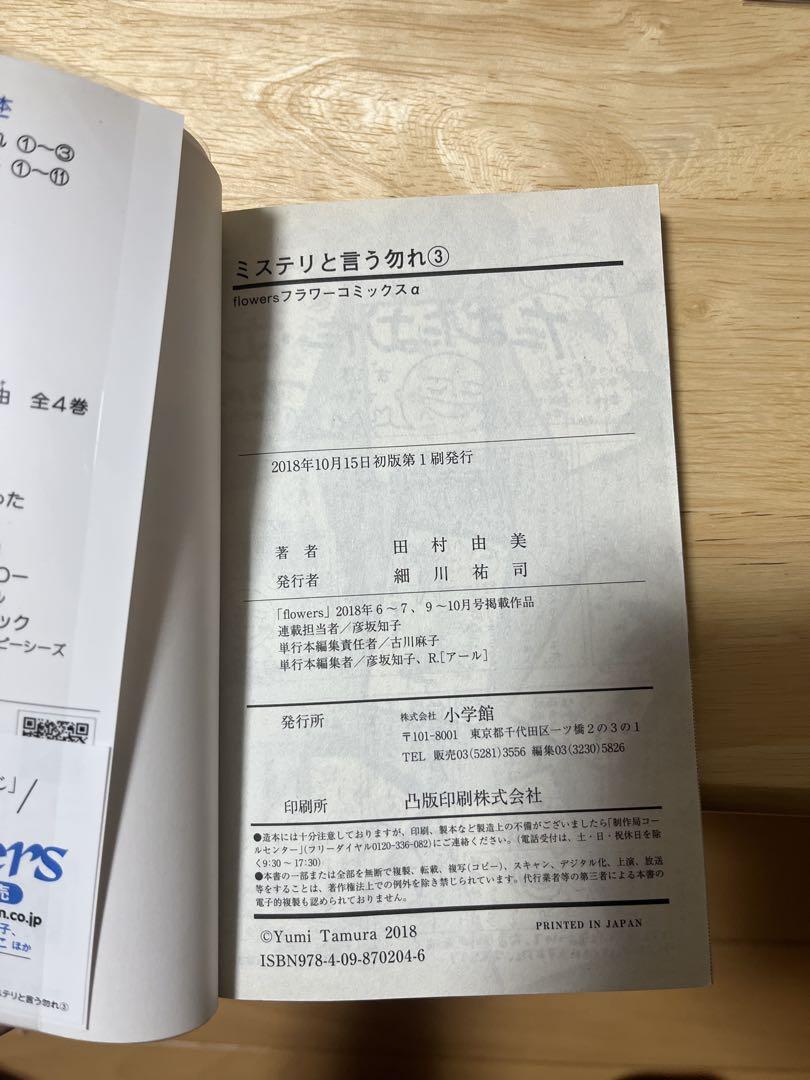 本
①〜③
①〜⑪
由 全4巻
った
ロー
ル
ック
ピーシーズ
売
n.co.jp
子、
こ ほか
ステリと言う勿れ③
ミステリと言う勿れ③
flowersフラワーコミックスα
2018年10月15日初版第1刷発行
著者 田村由美
発行者 細川祐司
「flowers」2018年6〜7、9〜10月号掲載作品
連載担当者／彦坂知子
単行本編集責任者／古川麻子
単行本編集者／彦坂知子、R.[アール]
発行所 株式会社 小学館
〒101-8001 東京都千代田区一ツ橋2の3の1
TEL 販売03(5281)3556 編集03(3230)5826
印刷所 凸版印刷株式会社
●造本には十分注意しておりますが、印刷、製本など製造上の不備がございましたら「制作局コー
ルセンター」(フリーダイヤル0120-336-082)にご連絡ください。(電話受付は、土・日・祝休日を除
く9:30〜17:30)
●本書の一部または全部を無断で複製、転載、複写(コピー)、スキャン、デジタル化、上演、放送
等をすることは、著作権法上での例外を除き禁じられています。代行業者等の第三者による本書の
電子的複製も認められておりません。
©Yumi Tamura 2018 PRINTED IN JAPAN
ISBN978-4-09-870204-6